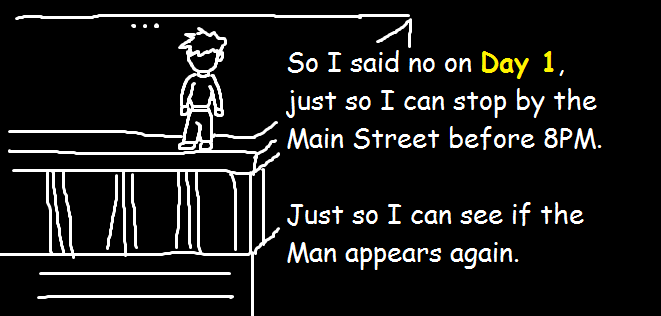 ...
So I said no on Day 1,
just so I can stop by the
Main Street before 8PM.
Just so I can see if the
Man appears again.